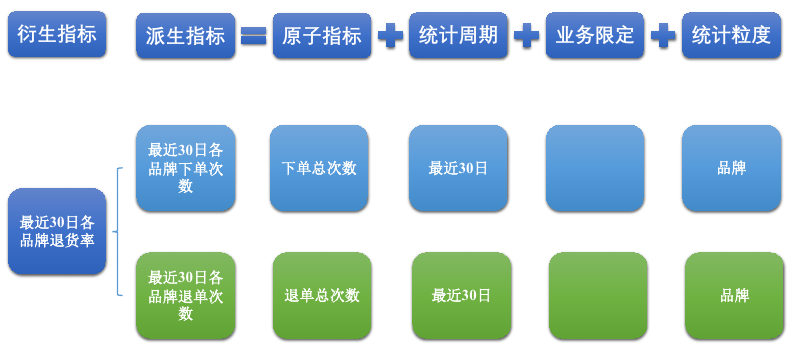 衍生指标
派生指标
原子指标
统计周期
业务限定
统计粒度
最近30日各
品牌下单次
数
下单总次数
最近30日
品牌
最近30日各
品牌退货率
最近30日各
品牌退单次
数
退单总次数
最近30日
品牌